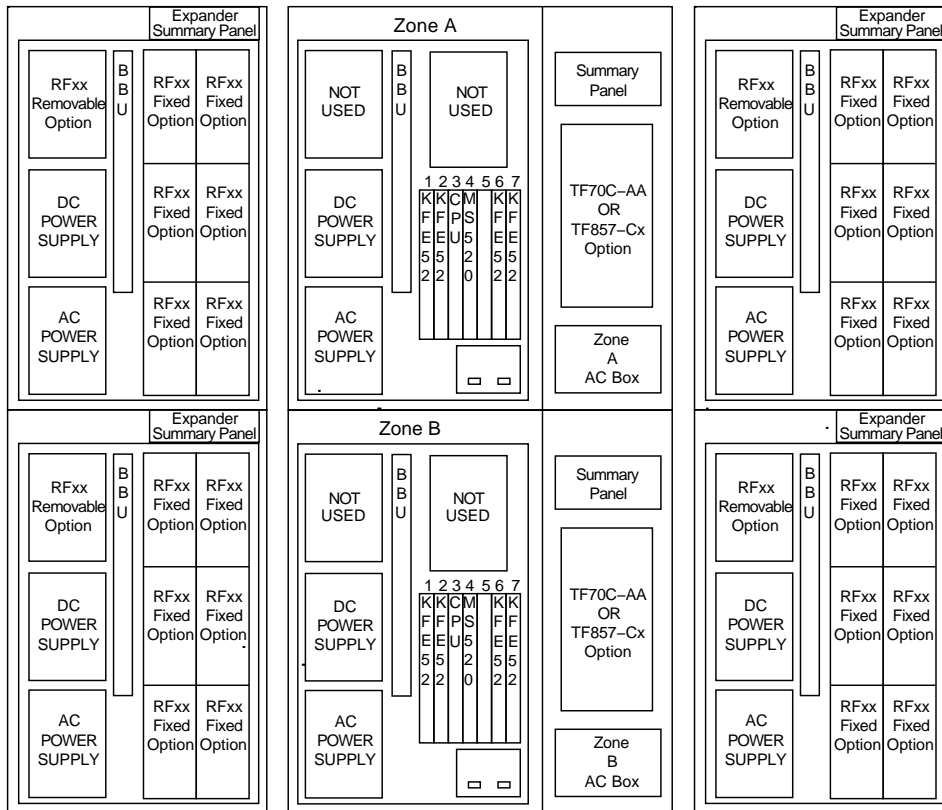 Expander
Summary Panel
RFxx
Removable
Option
B
B
U
RFxx
Fixed
Option
RFxx
Fixed
Option
DC
POWER
SUPPLY
RFxx
Fixed
Option
RFxx
Fixed
Option
AC
POWER
SUPPLY
RFxx
Fixed
Option
RFxx
Fixed
Option
Zone A
NOT
USED
B
B
U
NOT
USED
DC
POWER
SUPPLY
1 2 3 4 5 6 7
K
F
E
5
2
K
F
E
5
2
C
P
U
M
S
5
2
0
K
F
E
5
2
K
F
E
5
2
AC
POWER
SUPPLY
Summary
Panel
TF70C-AA
OR
TF857-Cx
Option
Zone
A
AC Box
Expander
Summary Panel
RFxx
Removable
Option
B
B
U
RFxx
Fixed
Option
RFxx
Fixed
Option
DC
POWER
SUPPLY
RFxx
Fixed
Option
RFxx
Fixed
Option
AC
POWER
SUPPLY
RFxx
Fixed
Option
RFxx
Fixed
Option
Expander
Summary Panel
RFxx
Removable
Option
B
B
U
RFxx
Fixed
Option
RFxx
Fixed
Option
DC
POWER
SUPPLY
RFxx
Fixed
Option
RFxx
Fixed
Option
AC
POWER
SUPPLY
RFxx
Fixed
Option
RFxx
Fixed
Option
Zone B
NOT
USED
B
B
U
NOT
USED
DC
POWER
SUPPLY
1 2 3 4 5 6 7
K
F
E
5
2
K
F
E
5
2
C
P
U
M
S
5
2
0
K
F
E
5
2
K
F
E
5
2
AC
POWER
SUPPLY
Summary
Panel
TF70C-AA
OR
TF857-Cx
Option
Zone
B
AC Box
Expander
Summary Panel
RFxx
Removable
Option
B
B
U
RFxx
Fixed
Option
RFxx
Fixed
Option
DC
POWER
SUPPLY
RFxx
Fixed
Option
RFxx
Fixed
Option
AC
POWER
SUPPLY
RFxx
Fixed
Option
RFxx
Fixed
Option